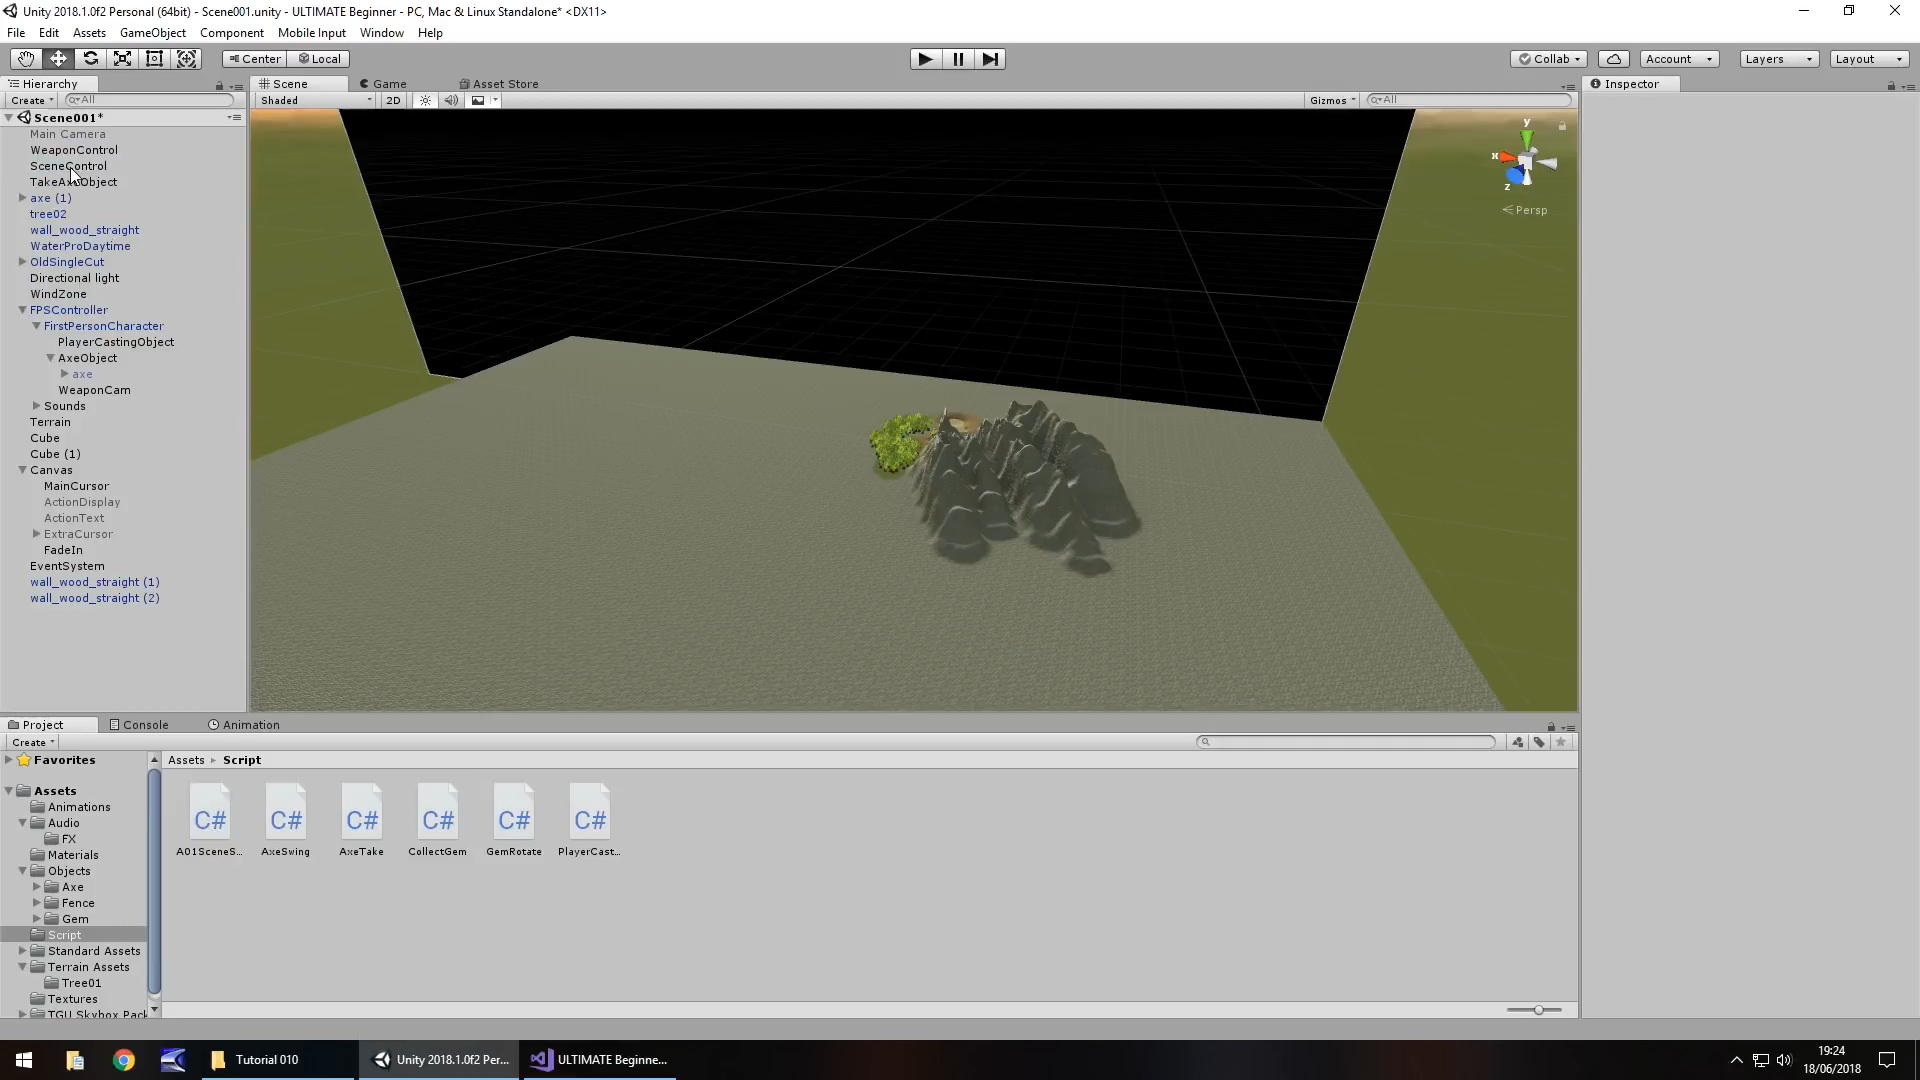 Unity 2018.1.0f2 Personal (64bit) - Scene001.unity - ULTIMATE Beginner - PC, Mac & Linux Standalone* <DX11>
File Edit Assets GameObject Component Mobile Input Window Help
Center Local Collab Account Layers Layout
Hierarchy Scene Game Asset Store Inspector
Create All Shaded 2D Gizmos All
Scene001*
Main Camera
WeaponControl
SceneControl
TakeAxeObject
axe (1)
tree02
wall_wood_straight
WaterProDaytime
OldSingleCut
Directional light
WindZone
FPSController
FirstPersonCharacter
PlayerCastingObject
AxeObject
axe
WeaponCam
Sounds
Terrain
Cube
Cube (1)
Canvas
MainCursor
ActionDisplay
ActionText
ExtraCursor
FadeIn
EventSystem
wall_wood_straight (1)
wall_wood_straight (2)
y
x
z
Persp
Project Console Animation
Create
Favorites
Assets
Animations
Audio
FX
Materials
Objects
Axe
Fence
Gem
Script
Standard Assets
Terrain Assets
Tree01
Textures
TGU Skybox Pack
Assets Script
C# C# C# C# C# C#
A01SceneS... AxeSwing AxeTake CollectGem GemRotate PlayerCast...
Tutorial 010 Unity 2018.1.0f2 Per... ULTIMATE Beginne...
19:24
18/06/2018